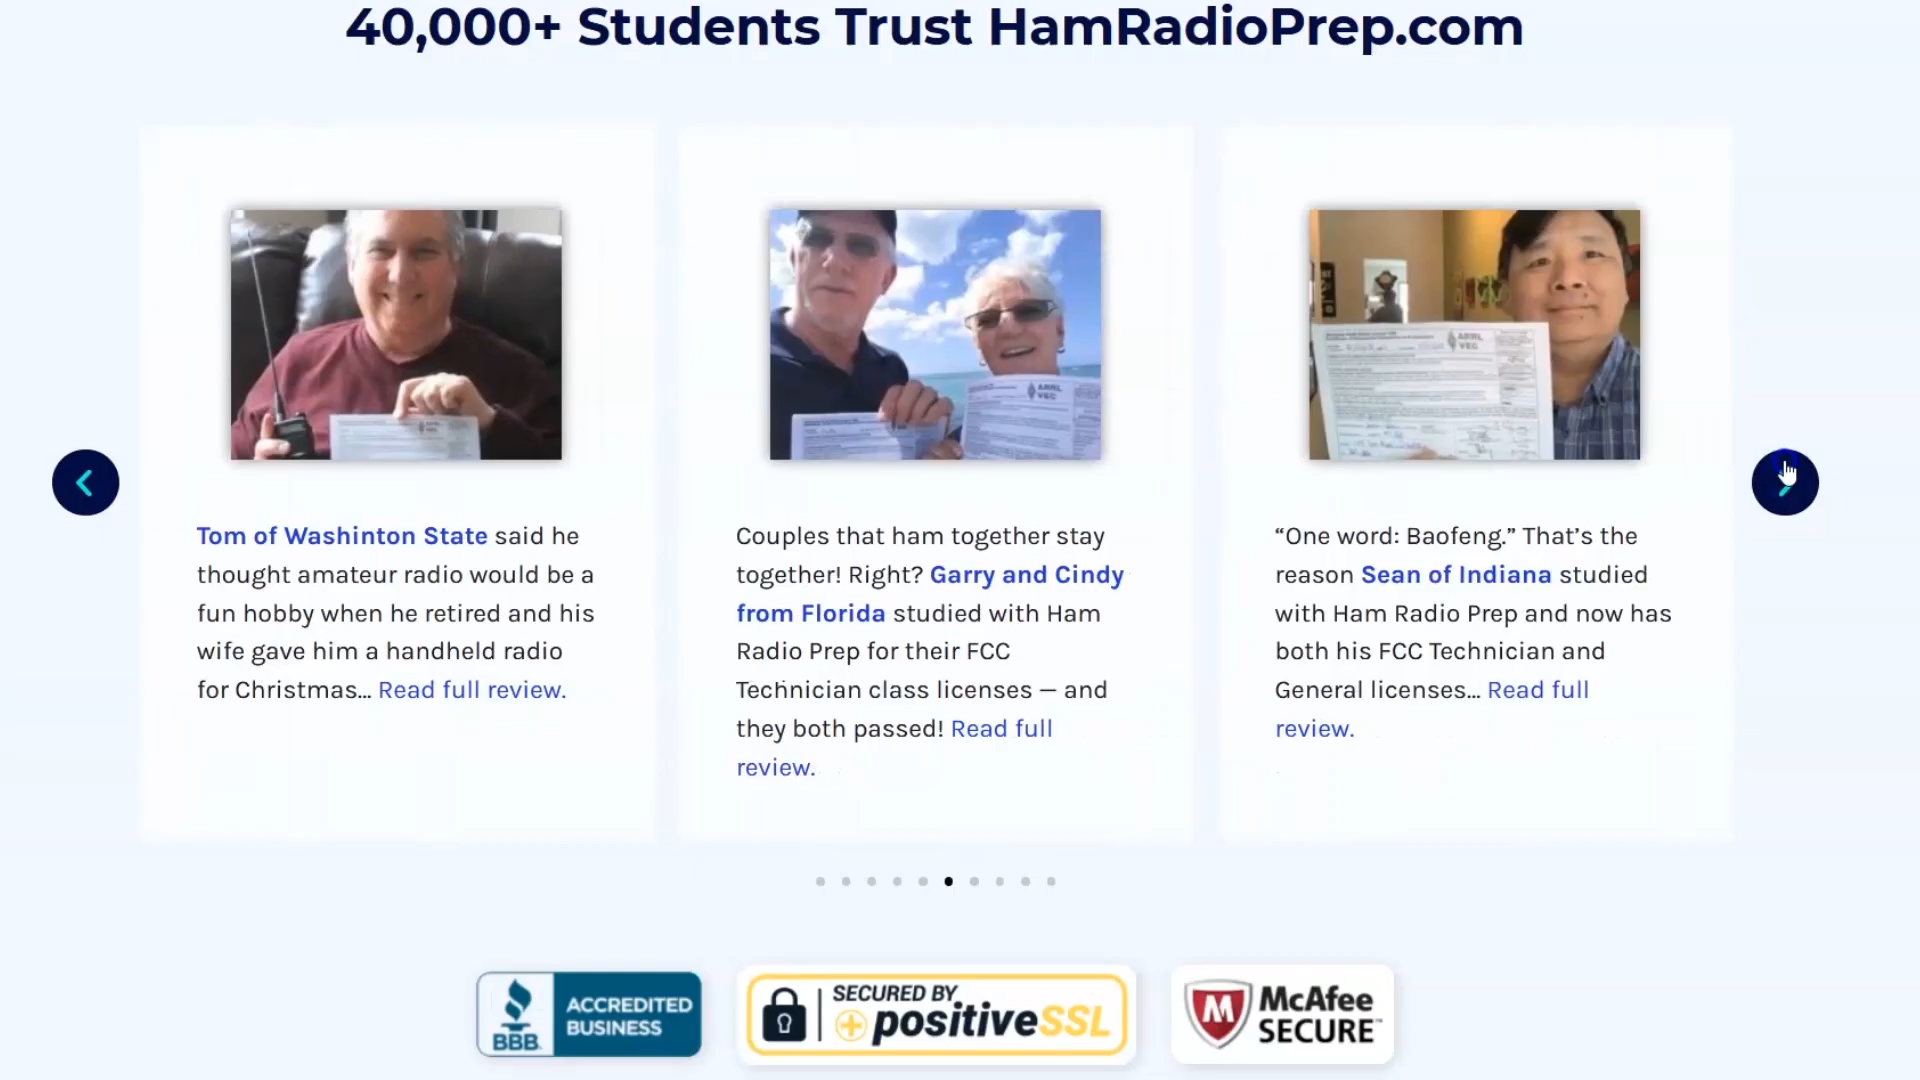 40,000+ Students Trust HamRadioPrep.com
ARRL
VEC
ARRL
VEC
Tom of Washinton State said he
thought amateur radio would be a
fun hobby when he retired and his
wife gave him a handheld radio
for Christmas... Read full review.
Couples that ham together stay
together! Right? Garry and Cindy
from Florida studied with Ham
Radio Prep for their FCC
Technician class licenses — and
they both passed! Read full
review.
“One word: Baofeng.” That’s the
reason Sean of Indiana studied
with Ham Radio Prep and now has
both his FCC Technician and
General licenses... Read full
review.
BBB
ACCREDITED
BUSINESS
SECURED BY
positiveSSL
McAfee
SECURE™